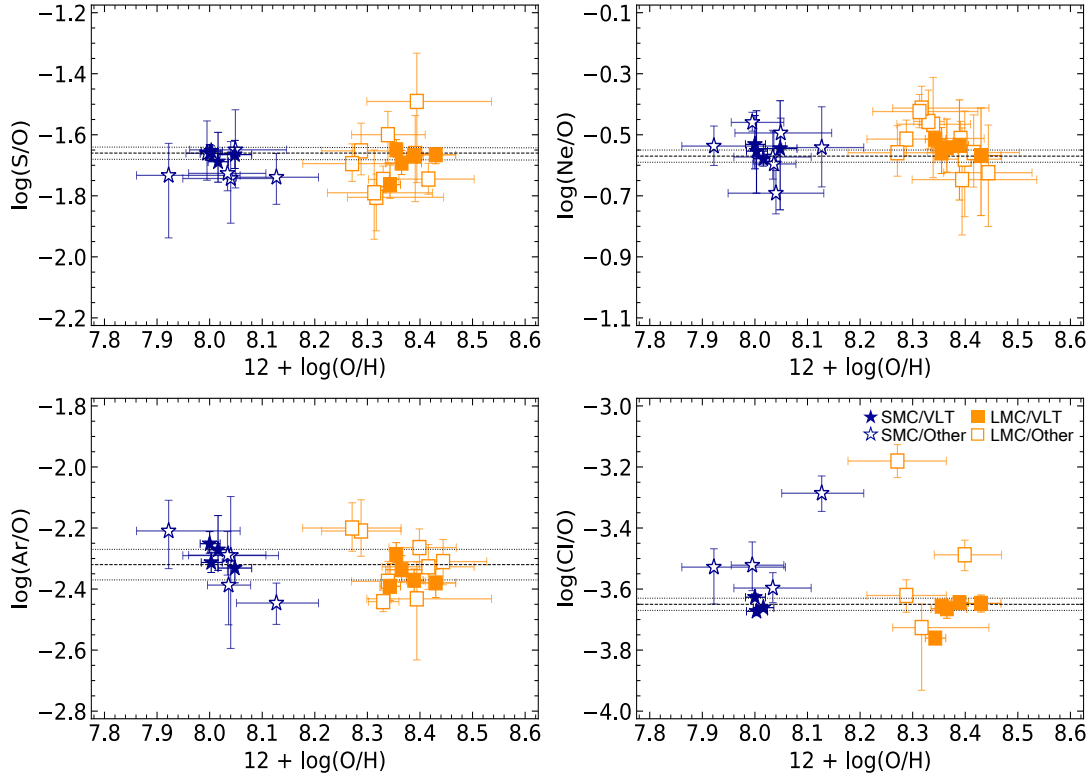 −1.2
−1.4
−1.6
−1.8
−2.0
−2.2
log(S/O)
7.8 7.9 8.0 8.1 8.2 8.3 8.4 8.5 8.6
12 + log(O/H)
−0.1
−0.3
−0.5
−0.7
−0.9
−1.1
log(Ne/O)
7.8 7.9 8.0 8.1 8.2 8.3 8.4 8.5 8.6
12 + log(O/H)
−1.8
−2.0
−2.2
−2.4
−2.6
−2.8
log(Ar/O)
7.8 7.9 8.0 8.1 8.2 8.3 8.4 8.5 8.6
12 + log(O/H)
−3.0
−3.2
−3.4
−3.6
−3.8
−4.0
log(Cl/O)
SMC/VLT LMC/VLT
SMC/Other LMC/Other
7.8 7.9 8.0 8.1 8.2 8.3 8.4 8.5 8.6
12 + log(O/H)